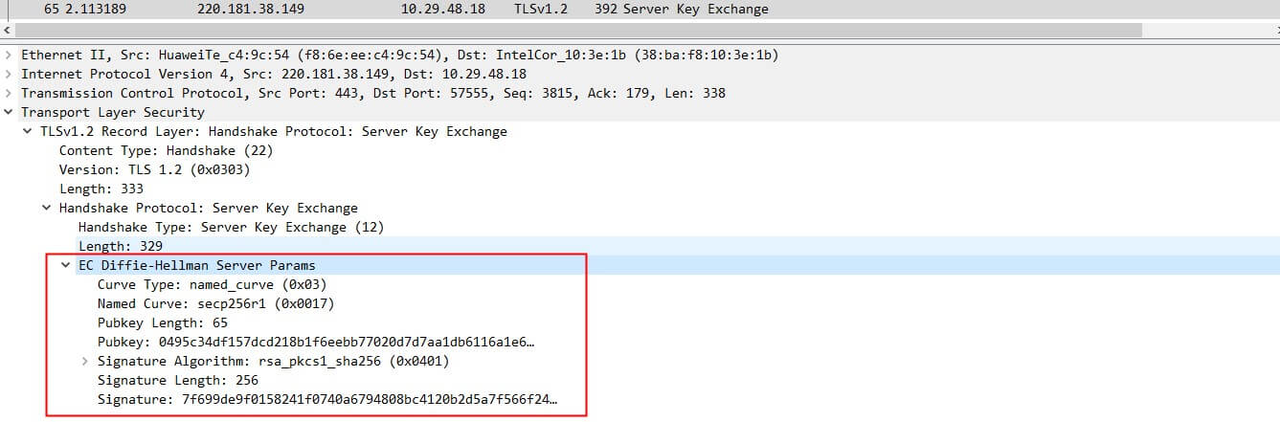 65 2.113189 220.181.38.149 10.29.48.18 TLSv1.2 392 Server Key Exchange
Ethernet II, Src: HuaweiTe_c4:9c:54 (f8:6e:ee:c4:9c:54), Dst: IntelCor_10:3e:1b (38:ba:f8:10:3e:1b)
Internet Protocol Version 4, Src: 220.181.38.149, Dst: 10.29.48.18
Transmission Control Protocol, Src Port: 443, Dst Port: 57555, Seq: 3815, Ack: 179, Len: 338
Transport Layer Security
TLSv1.2 Record Layer: Handshake Protocol: Server Key Exchange
Content Type: Handshake (22)
Version: TLS 1.2 (0x0303)
Length: 333
Handshake Protocol: Server Key Exchange
Handshake Type: Server Key Exchange (12)
Length: 329
EC Diffie-Hellman Server Params
Curve Type: named_curve (0x03)
Named Curve: secp256r1 (0x0017)
Pubkey Length: 65
Pubkey: 0495c34df157dcd218b1f6eebb77020d7d7aa1db6116a1e6…
Signature Algorithm: rsa_pkcs1_sha256 (0x0401)
Signature Length: 256
Signature: 7f699de9f0158241f0740a6794808bc4120b2d5a7f566f24…